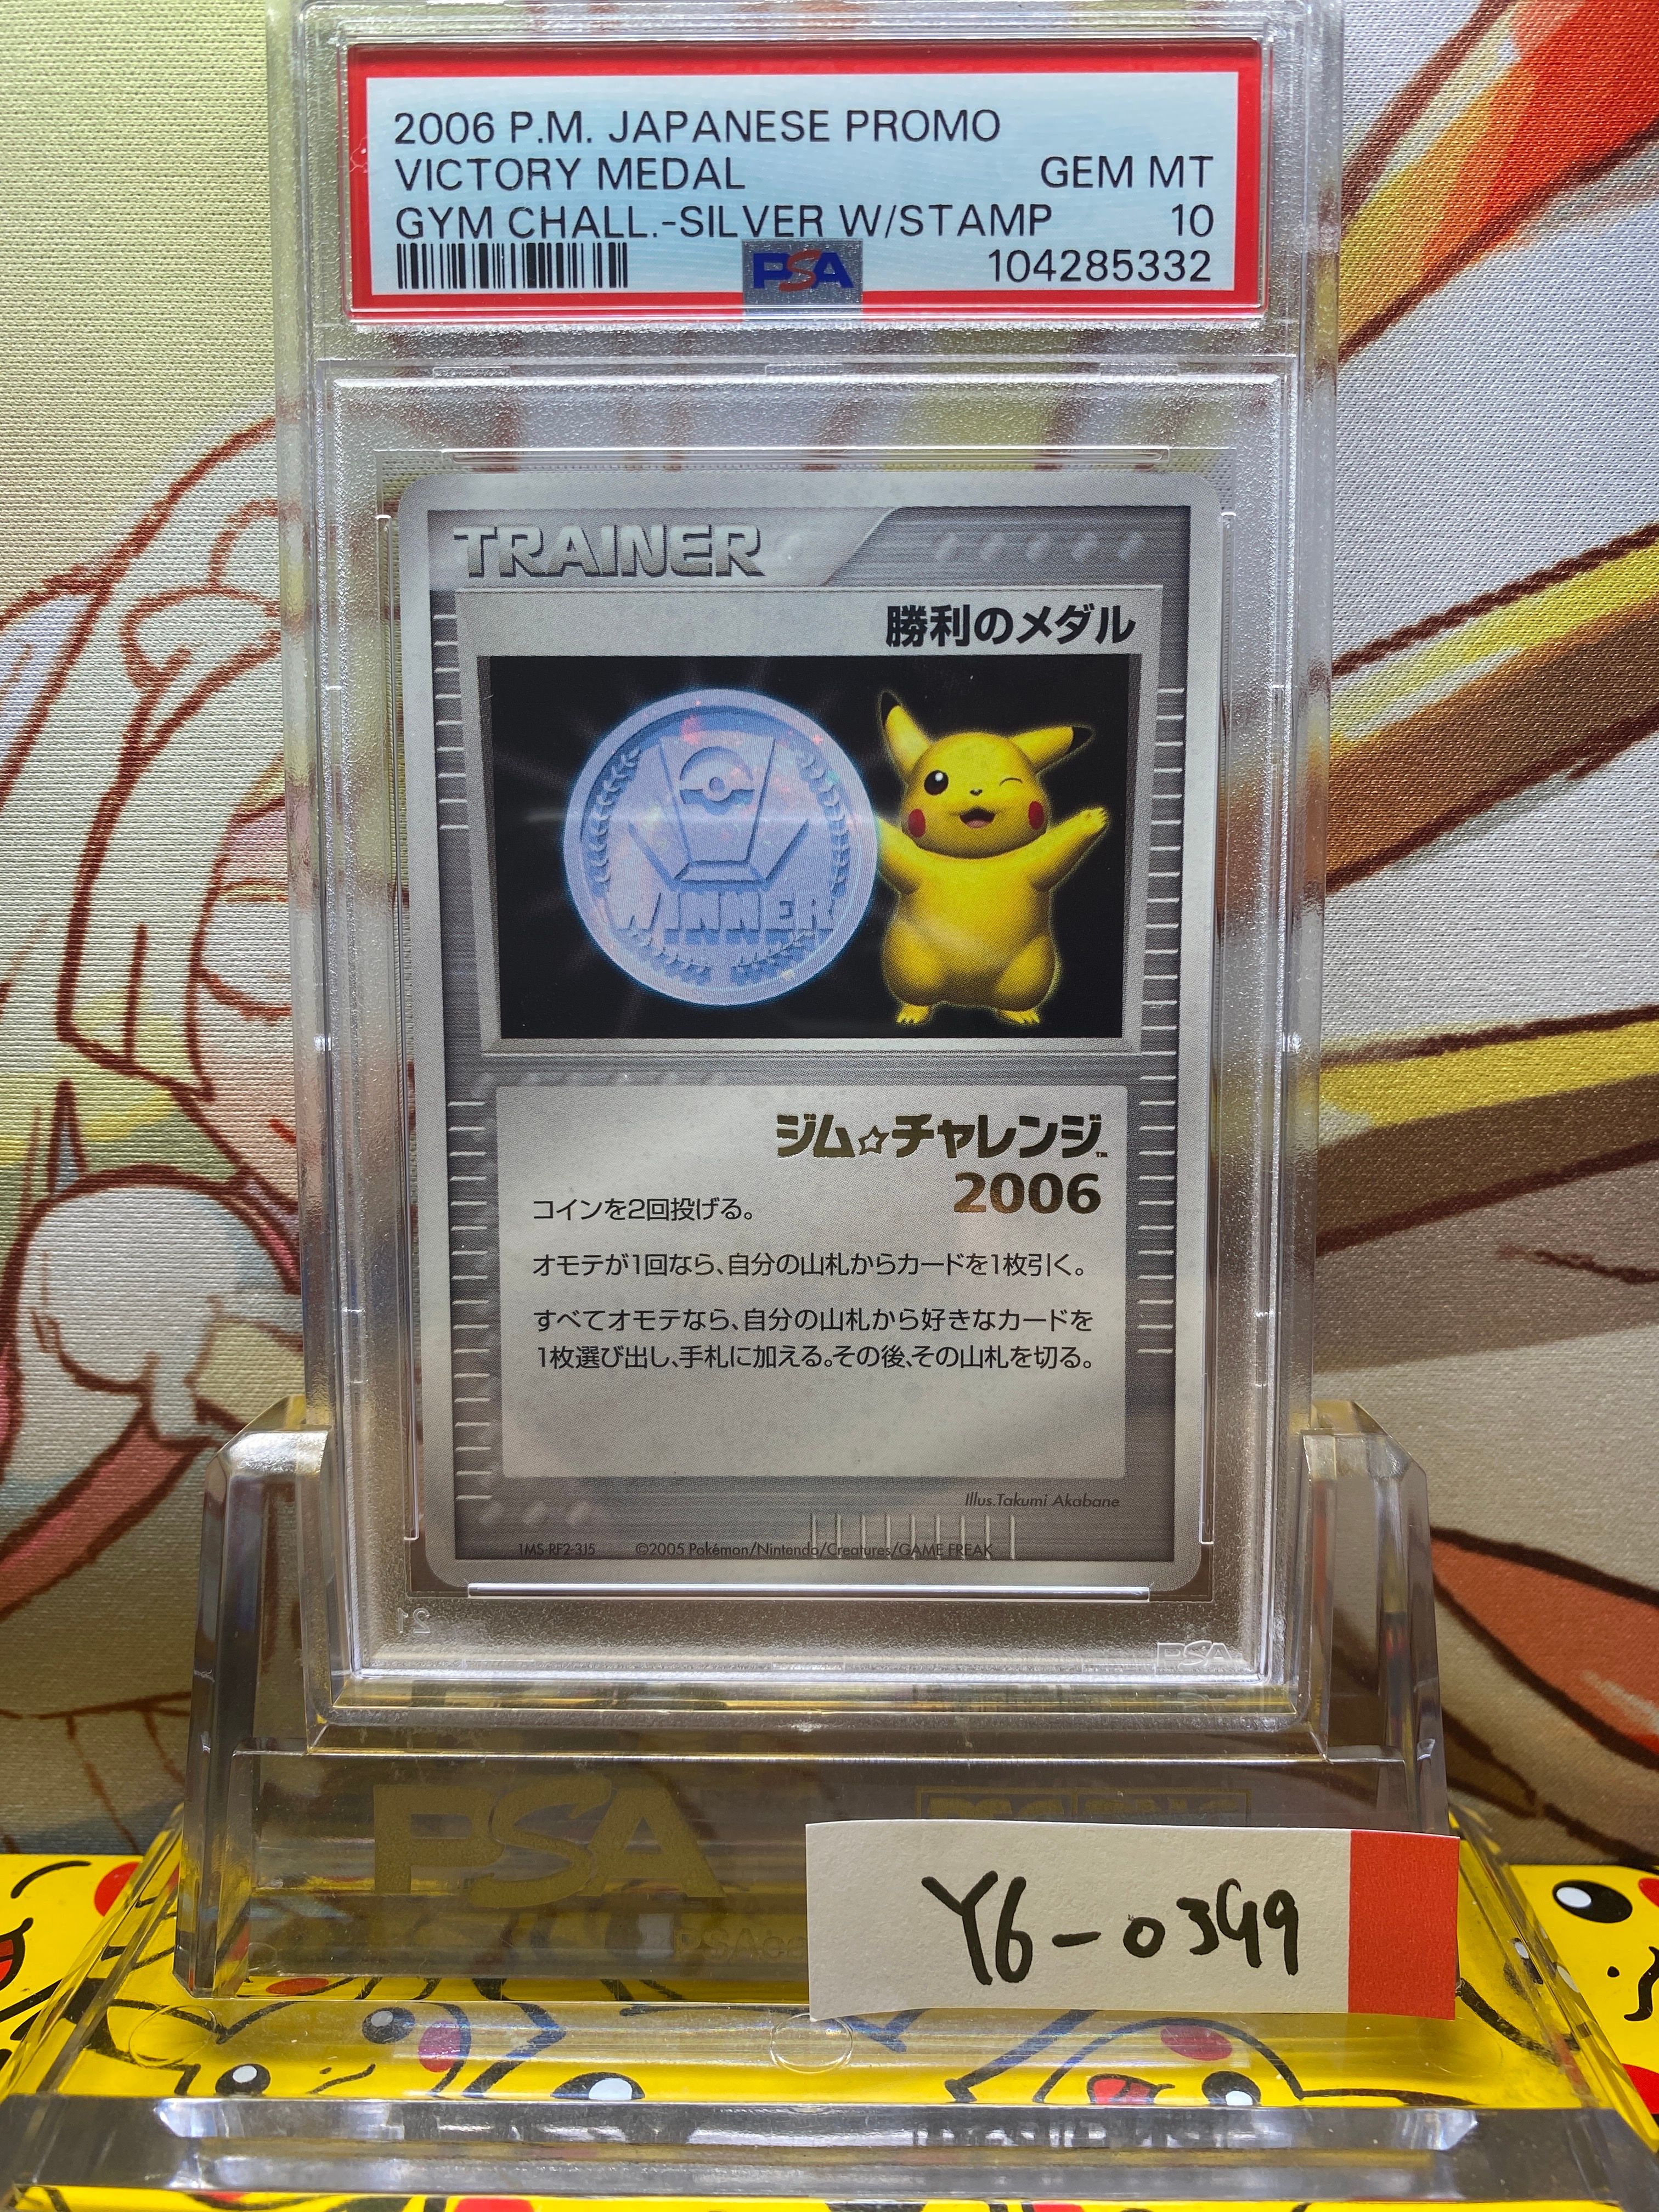 2006 P.M. JAPANESE PROMO
VICTORY MEDAL GEM MT
GYM CHALL.-SILVER W/STAMP 10
PSA 104285332
TRAINER
勝利のメダル
WINNER
ジム☆チャレンジ™
2006
コインを2回投げる。
オモテが1回なら、自分の山札からカードを1枚引く。
すべてオモテなら、自分の山札から好きなカードを
1枚選び出し、手札に加える。その後、その山札を切る。
Illus.Takumi Akabane
1MS-RF2-3J5 ©2005 Pokémon/Nintendo/Creatures/GAME FREAK
PSA
PSA
Y6-0349